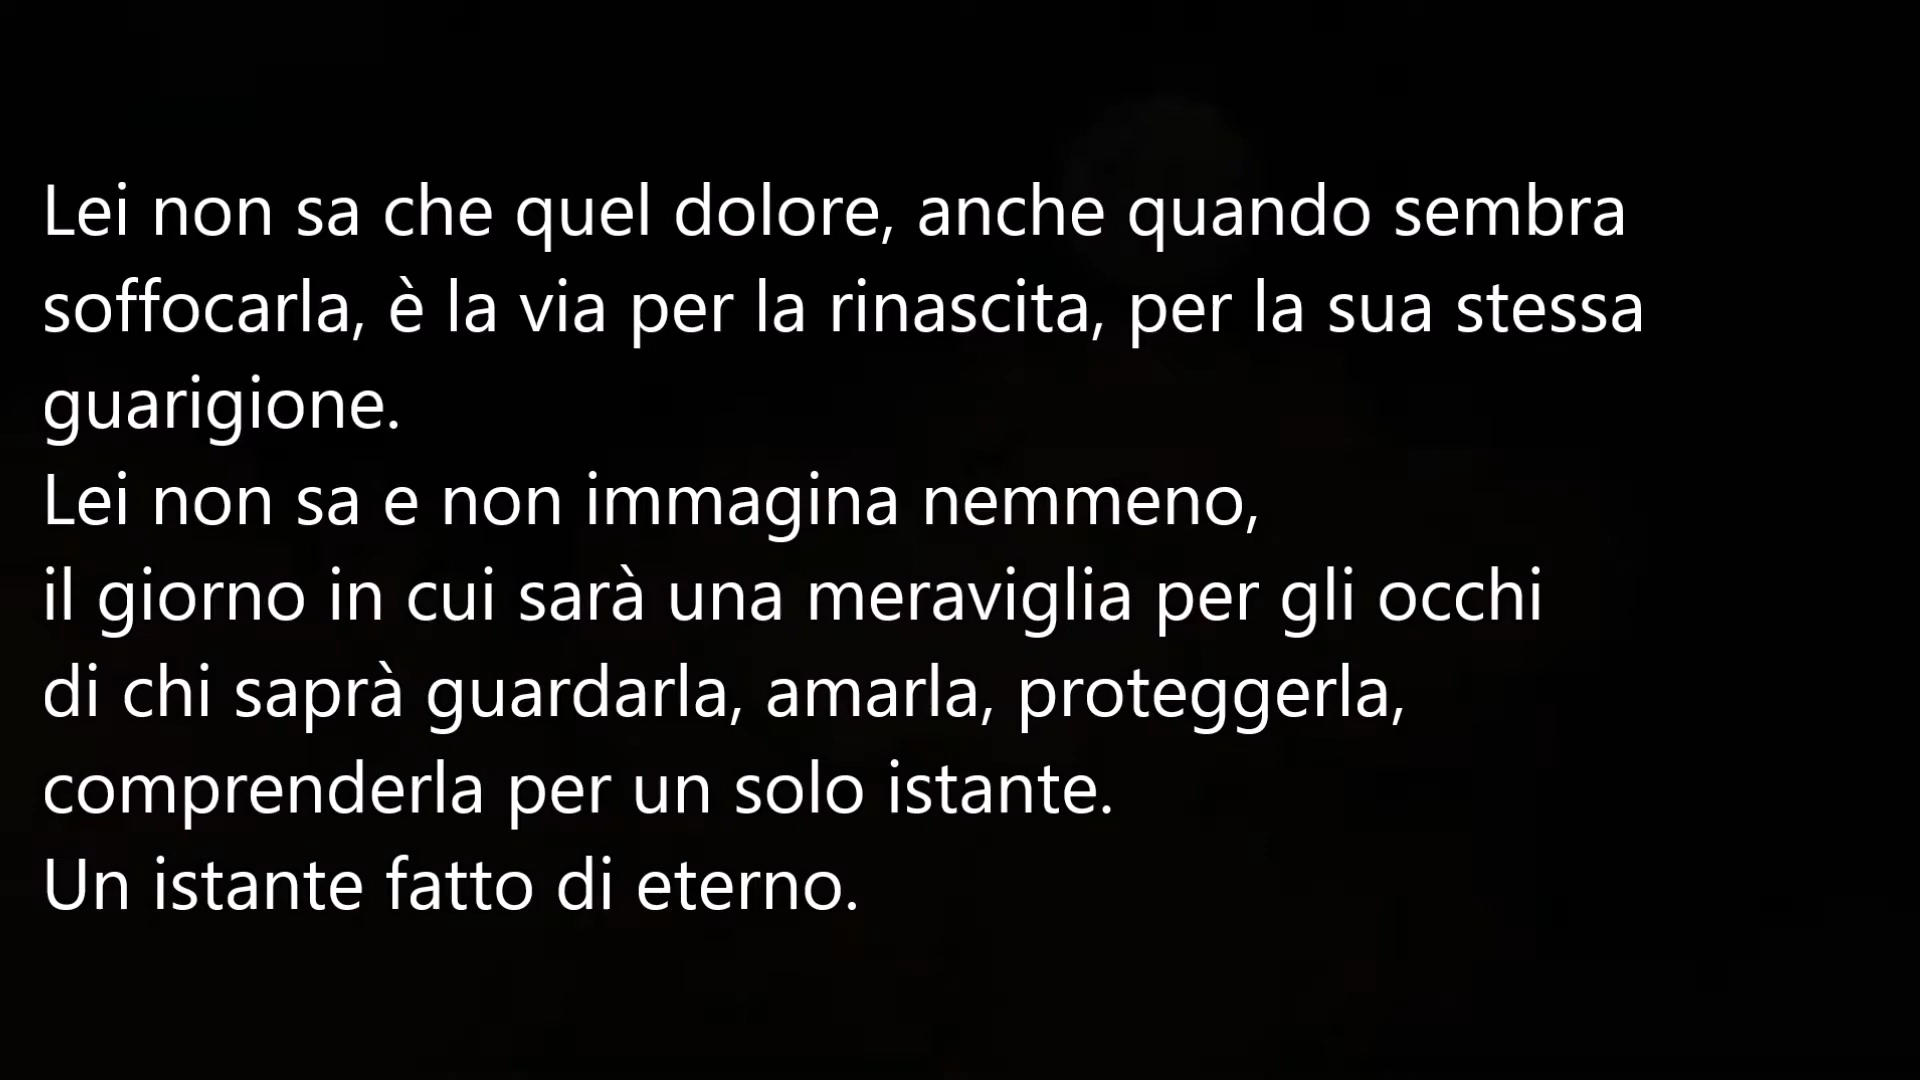 Lei non sa che quel dolore, anche quando sembra
soffocarla, è la via per la rinascita, per la sua stessa
guarigione.
Lei non sa e non immagina nemmeno,
il giorno in cui sarà una meraviglia per gli occhi
di chi saprà guardarla, amarla, proteggerla,
comprenderla per un solo istante.
Un istante fatto di eterno.